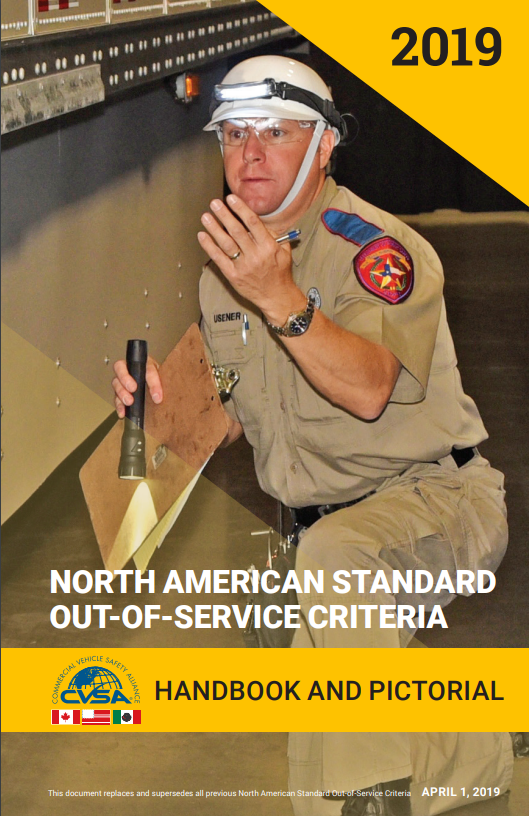 2019
USENER
NORTH AMERICAN STANDARD
OUT-OF-SERVICE CRITERIA
COMMERCIAL VEHICLE SAFETY ALLIANCE
CVSA
HANDBOOK AND PICTORIAL
This document replaces and supersedes all previous North American Standard Out-of-Service Criteria APRIL 1, 2019